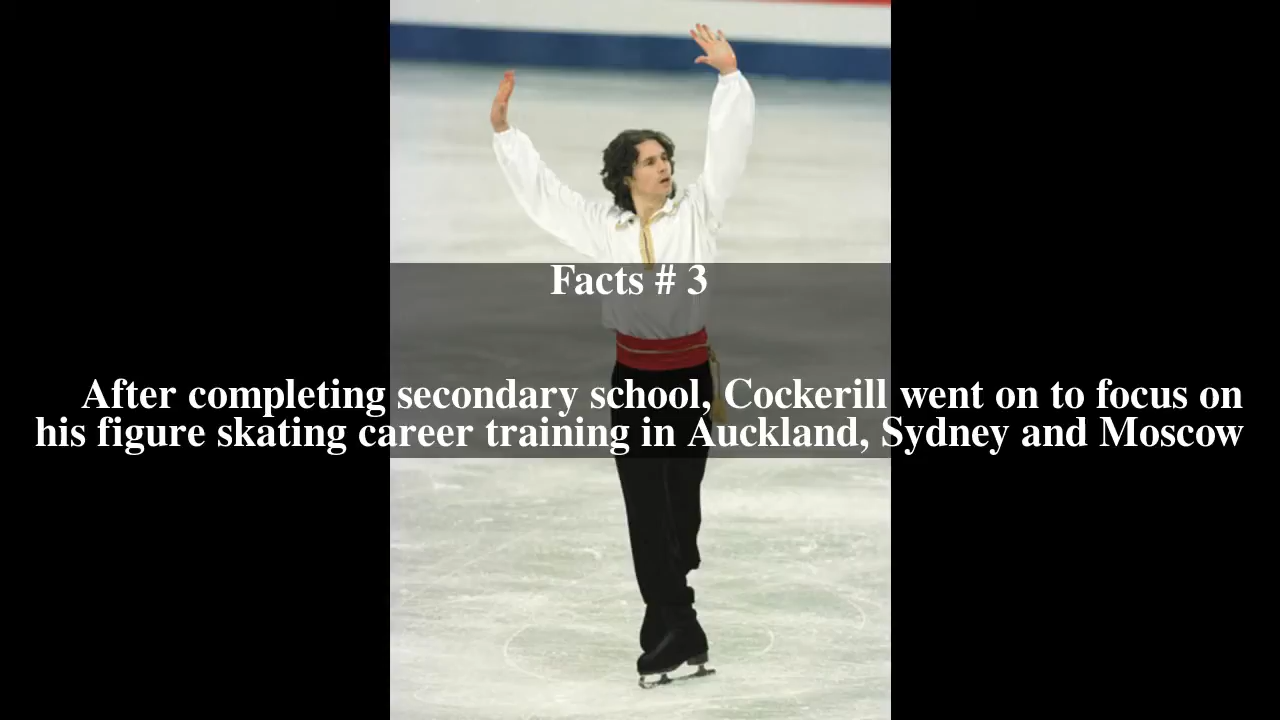 Facts # 3
After completing secondary school, Cockerill went on to focus on
his figure skating career training in Auckland, Sydney and Moscow